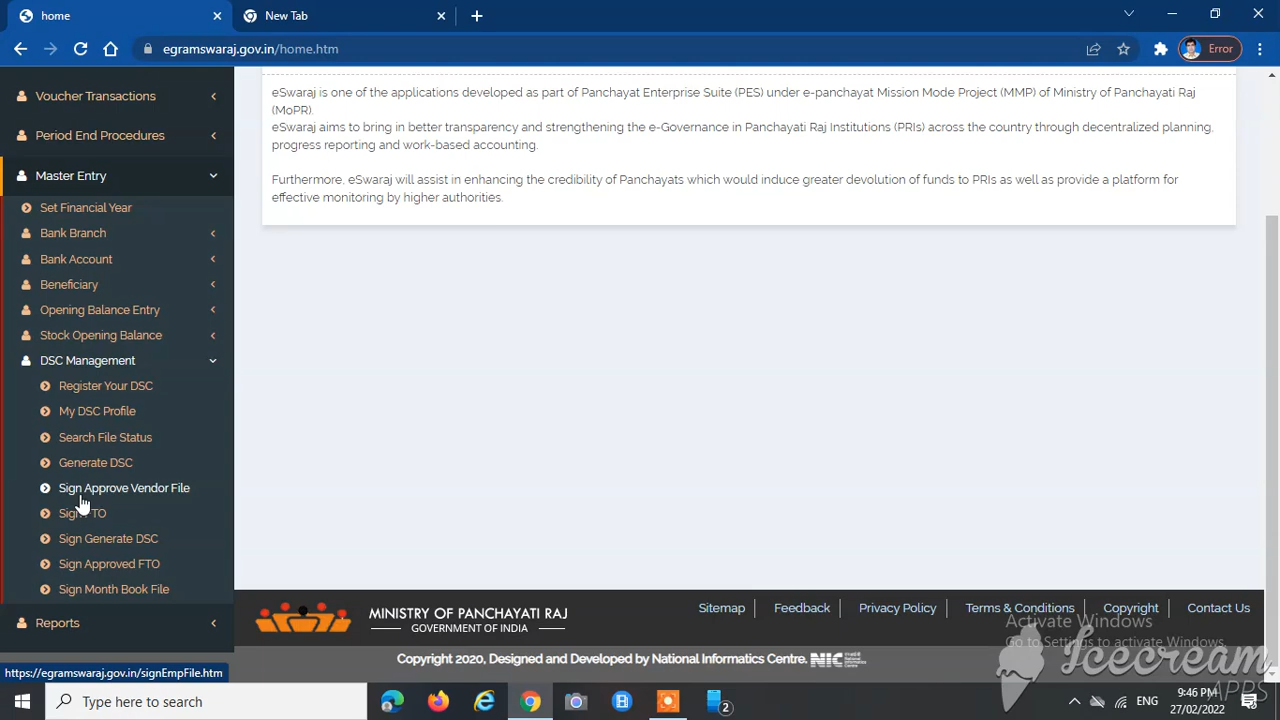 home
New Tab
egramswaraj.gov.in/home.htm
Error
Voucher Transactions
Period End Procedures
Master Entry
Set Financial Year
Bank Branch
Bank Account
Beneficiary
Opening Balance Entry
Stock Opening Balance
DSC Management
Register Your DSC
My DSC Profile
Search File Status
Generate DSC
Sign Approve Vendor File
Sign FTO
Sign Generate DSC
Sign Approved FTO
Sign Month Book File
Reports
eSwaraj is one of the applications developed as part of Panchayat Enterprise Suite (PES) under e-panchayat Mission Mode Project (MMP) of Ministry of Panchayati Raj
(MoPR).
eSwaraj aims to bring in better transparency and strengthening the e-Governance in Panchayati Raj Institutions (PRIs) across the country through decentralized planning,
progress reporting and work-based accounting.
Furthermore, eSwaraj will assist in enhancing the credibility of Panchayats which would induce greater devolution of funds to PRIs as well as provide a platform for
effective monitoring by higher authorities.
MINISTRY OF PANCHAYATI RAJ
GOVERNMENT OF INDIA
Sitemap
Feedback
Privacy Policy
Terms & Conditions
Copyright
Contact Us
Activate Windows
Go to Settings to activate Windows.
Copyright 2020, Designed and Developed by National Informatics Centre. NIC
https://egramswaraj.gov.in/signEmpFile.htm
Icecream
APPS
Type here to search
2
ENG
9:46 PM
27/02/2022